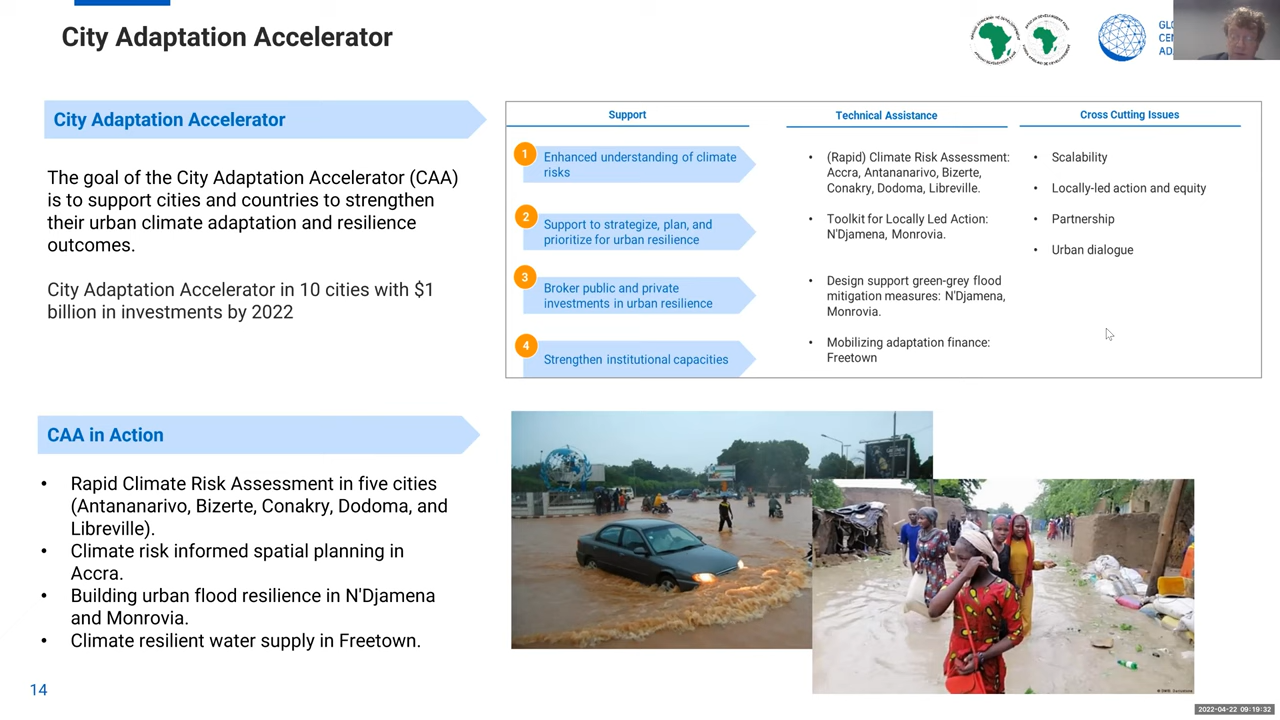 City Adaptation Accelerator
City Adaptation Accelerator
The goal of the City Adaptation Accelerator (CAA)
is to support cities and countries to strengthen
their urban climate adaptation and resilience
outcomes.
City Adaptation Accelerator in 10 cities with $1
billion in investments by 2022
Support
1
Enhanced understanding of climate
risks
2
Support to strategize, plan, and
prioritize for urban resilience
3
Broker public and private
investments in urban resilience
4
Strengthen institutional capacities
Technical Assistance
• (Rapid) Climate Risk Assessment:
Accra, Antananarivo, Bizerte,
Conakry, Dodoma, Libreville.
• Toolkit for Locally Led Action:
N'Djamena, Monrovia.
• Design support green-grey flood
mitigation measures: N'Djamena,
Monrovia.
• Mobilizing adaptation finance:
Freetown
Cross Cutting Issues
• Scalability
• Locally-led action and equity
• Partnership
• Urban dialogue
CAA in Action
• Rapid Climate Risk Assessment in five cities
(Antananarivo, Bizerte, Conakry, Dodoma, and
Libreville).
• Climate risk informed spatial planning in
Accra.
• Building urban flood resilience in N'Djamena
and Monrovia.
• Climate resilient water supply in Freetown.
14
2022-04-22 09:19:32